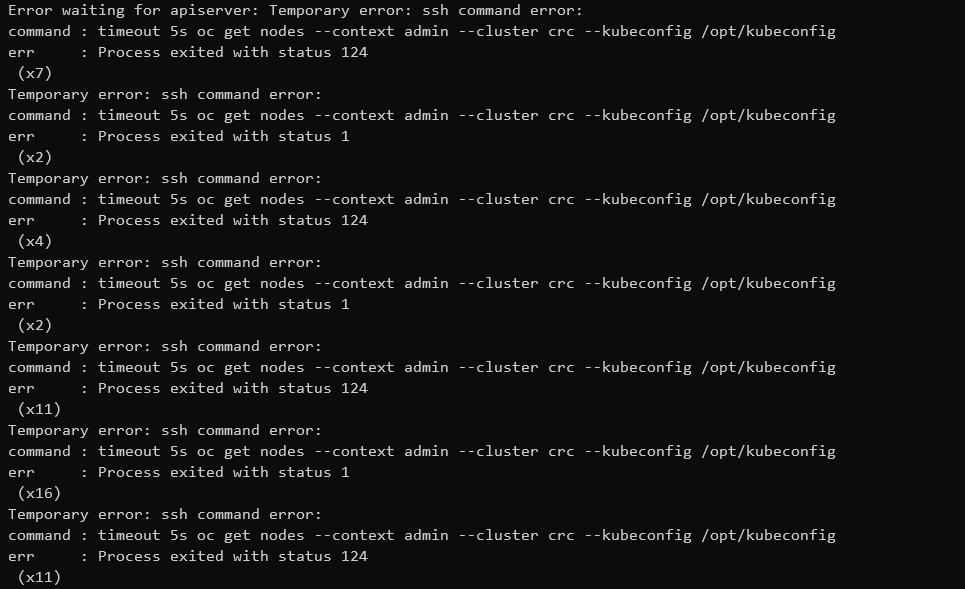 Error waiting for apiserver: Temporary error: ssh command error:
command : timeout 5s oc get nodes --context admin --cluster crc --kubeconfig /opt/kubeconfig
err     : Process exited with status 124
 (x7)
Temporary error: ssh command error:
command : timeout 5s oc get nodes --context admin --cluster crc --kubeconfig /opt/kubeconfig
err     : Process exited with status 1
 (x2)
Temporary error: ssh command error:
command : timeout 5s oc get nodes --context admin --cluster crc --kubeconfig /opt/kubeconfig
err     : Process exited with status 124
 (x4)
Temporary error: ssh command error:
command : timeout 5s oc get nodes --context admin --cluster crc --kubeconfig /opt/kubeconfig
err     : Process exited with status 1
 (x2)
Temporary error: ssh command error:
command : timeout 5s oc get nodes --context admin --cluster crc --kubeconfig /opt/kubeconfig
err     : Process exited with status 124
 (x11)
Temporary error: ssh command error:
command : timeout 5s oc get nodes --context admin --cluster crc --kubeconfig /opt/kubeconfig
err     : Process exited with status 1
 (x16)
Temporary error: ssh command error:
command : timeout 5s oc get nodes --context admin --cluster crc --kubeconfig /opt/kubeconfig
err     : Process exited with status 124
 (x11)